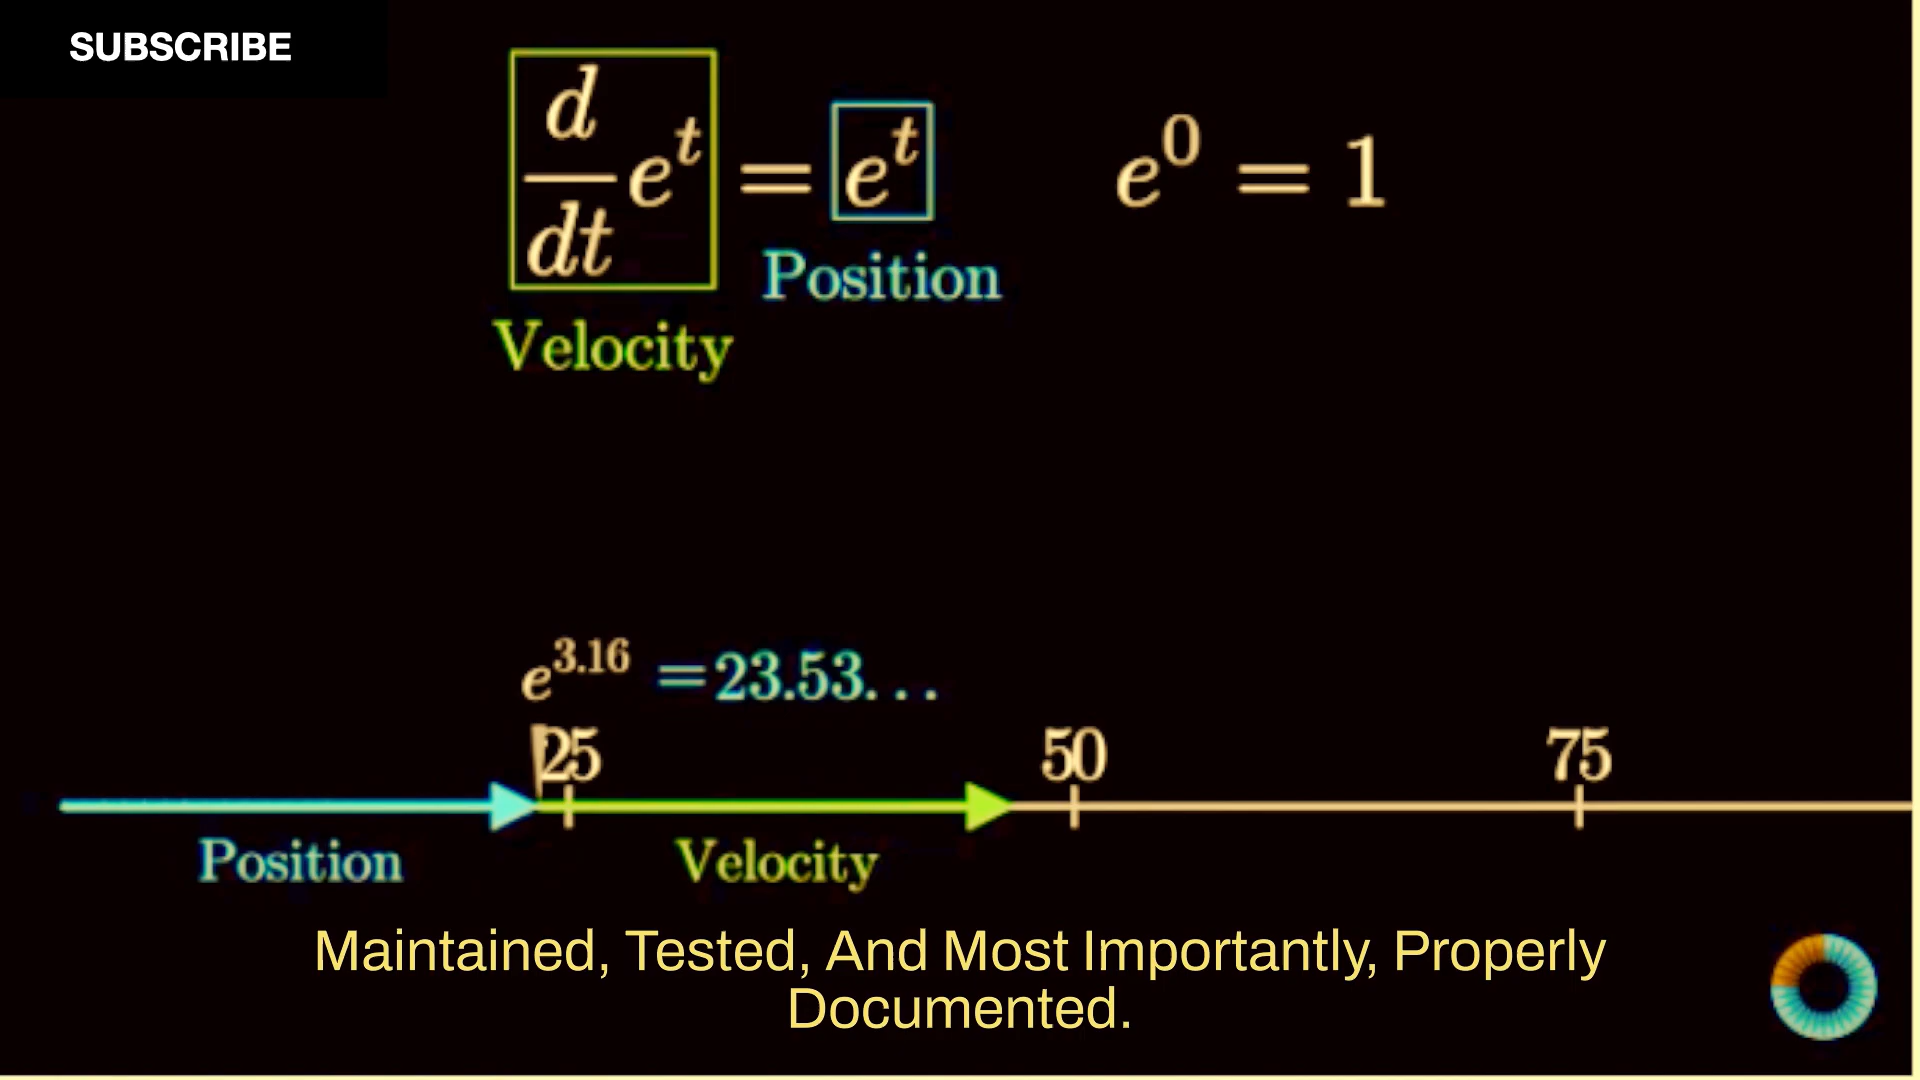 SUBSCRIBE
d/dt e^t = e^t e^0 = 1
Position
Velocity
e^3.16 = 23.53...
25 50 75
Position Velocity
Maintained, Tested, And Most Importantly, Properly
Documented.